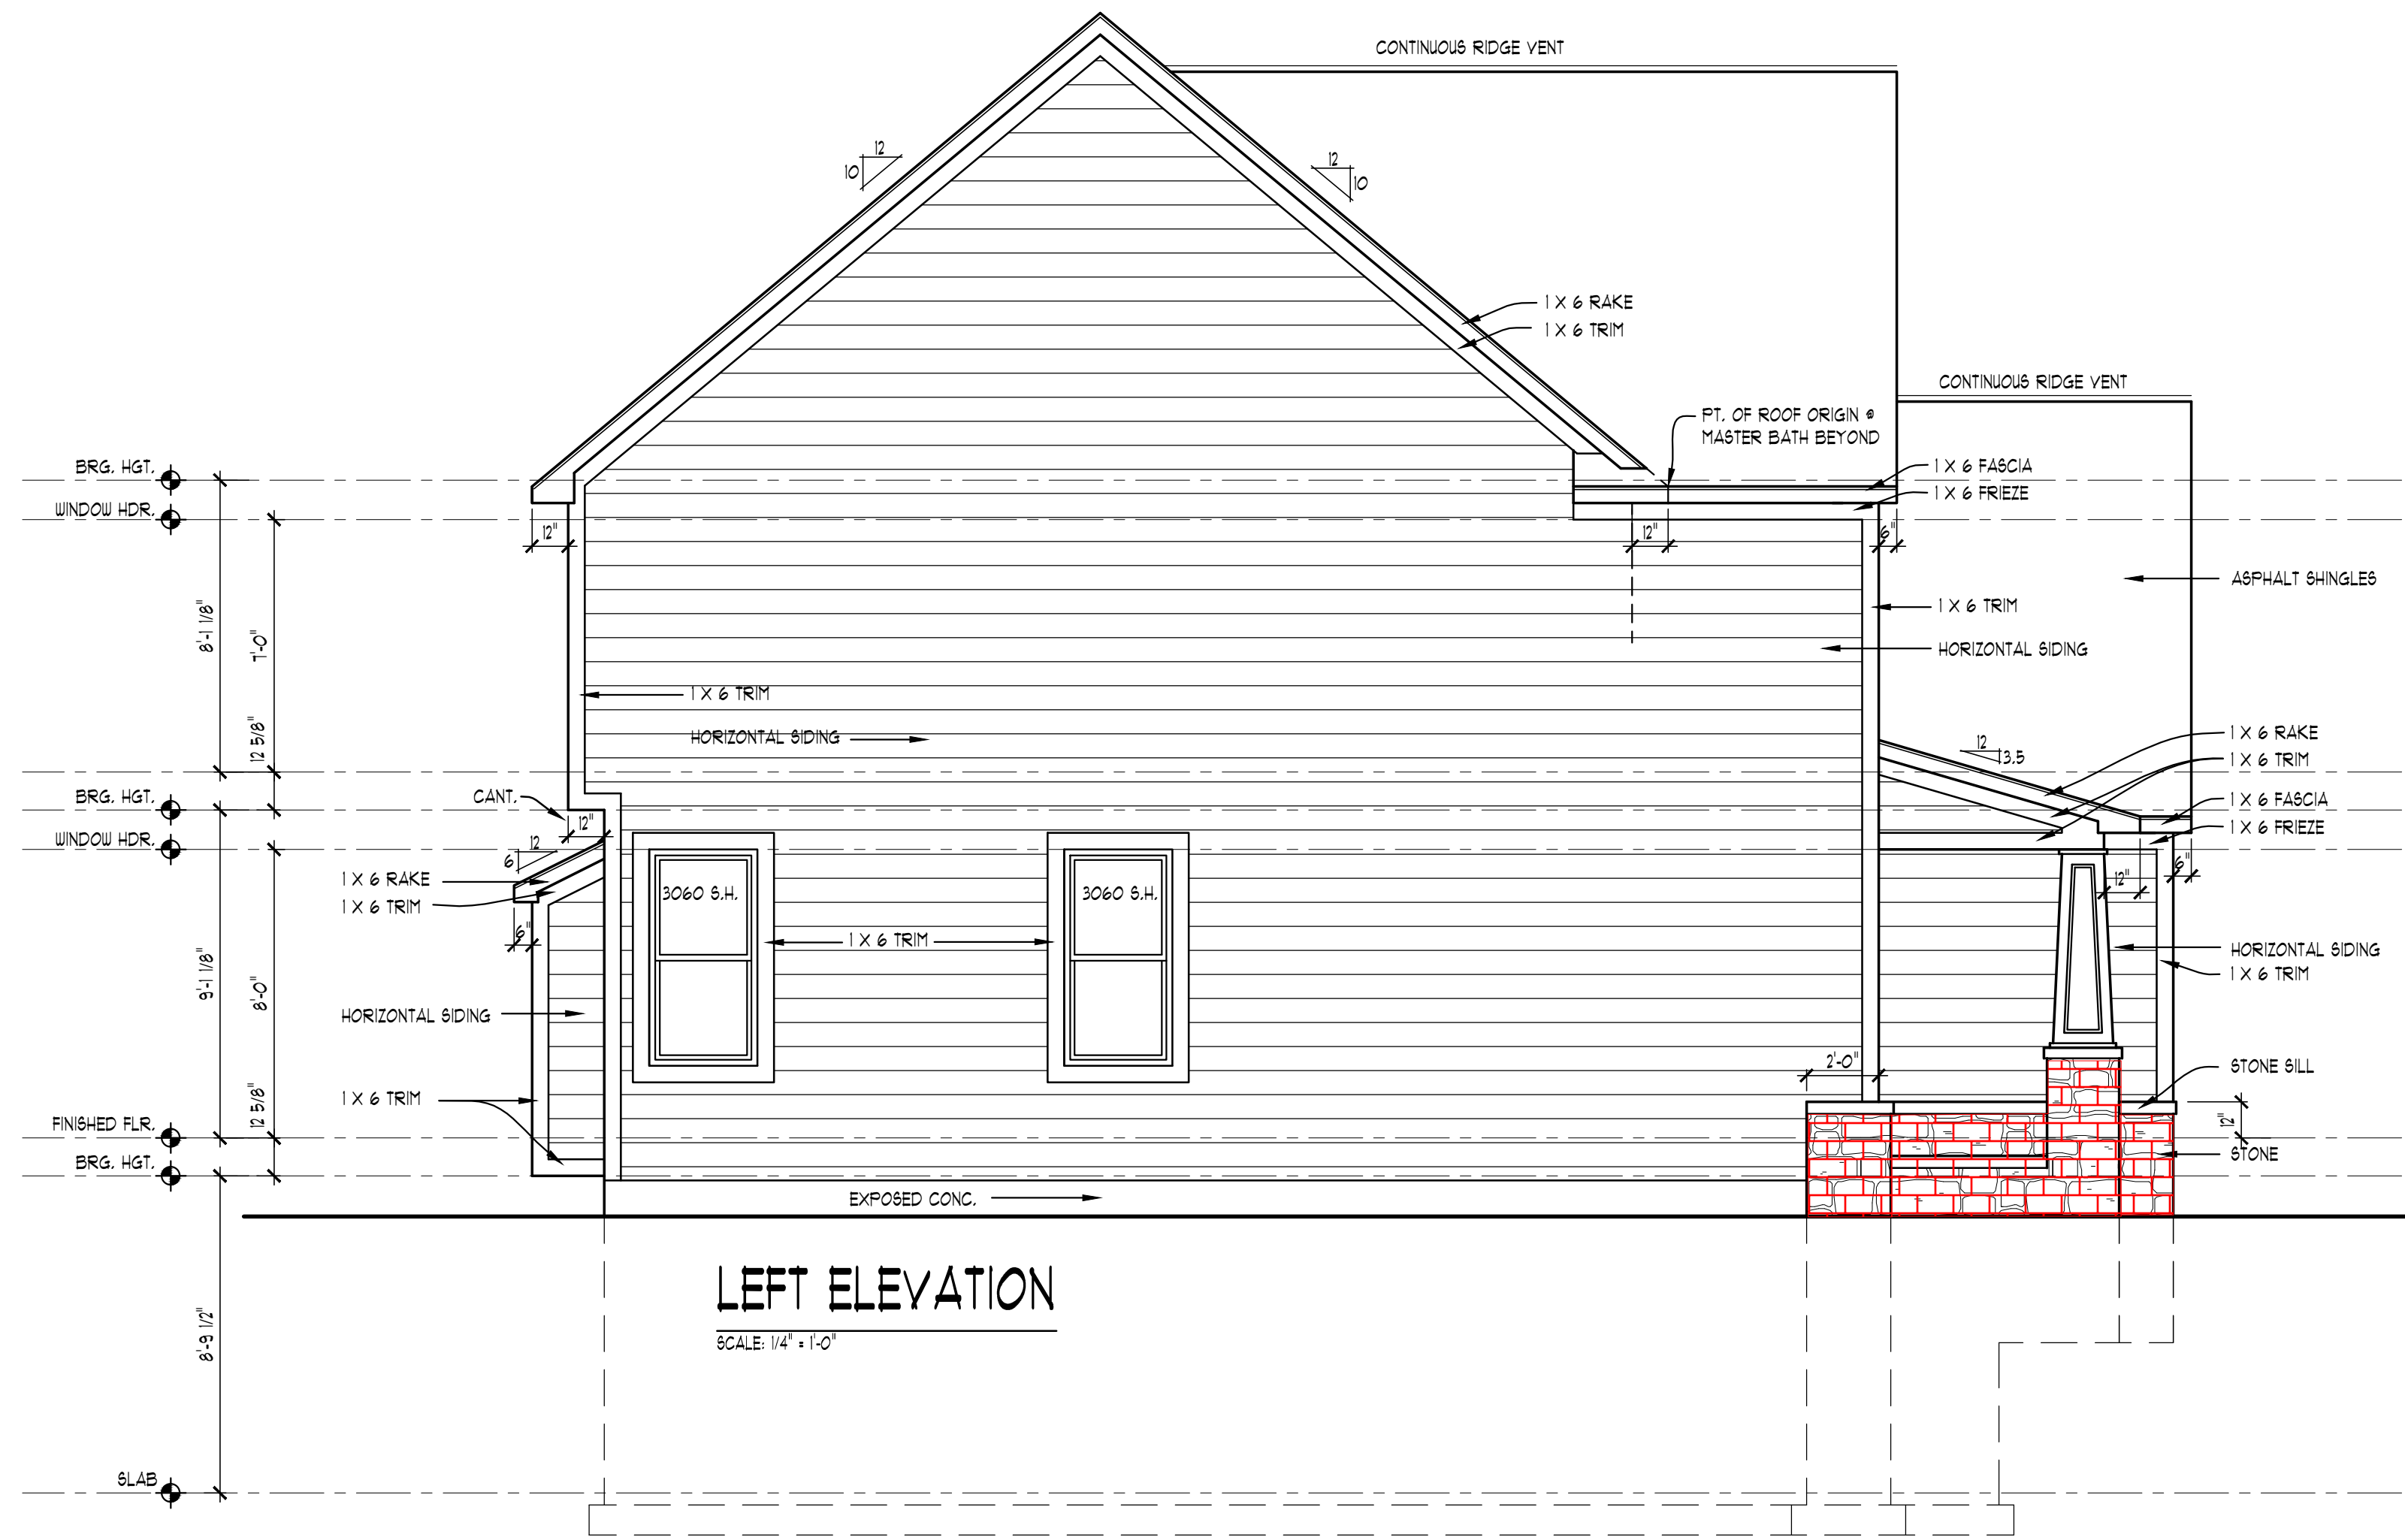 CONTINUOUS RIDGE VENT
12
10
12
10
1 X 6 RAKE
1 X 6 TRIM
CONTINUOUS RIDGE VENT
PT. OF ROOF ORIGIN @
MASTER BATH BEYOND
BRG. HGT.
1 X 6 FASCIA
1 X 6 FRIEZE
WINDOW HDR.
12"
12"
6"
ASPHALT SHINGLES
1 X 6 TRIM
8'-1 1/8"
7'-0"
HORIZONTAL SIDING
1 X 6 TRIM
HORIZONTAL SIDING
12 5/8"
12
3.5
1 X 6 RAKE
1 X 6 TRIM
BRG. HGT.
CANT.
1 X 6 FASCIA
12"
1 X 6 FRIEZE
WINDOW HDR.
12
6
1 X 6 RAKE
1 X 6 TRIM
3060 S.H.
3060 S.H.
12"
6"
6"
1 X 6 TRIM
HORIZONTAL SIDING
1 X 6 TRIM
9'-1 1/8"
8'-0"
HORIZONTAL SIDING
2'-0"
STONE SILL
1 X 6 TRIM
12 5/8"
12"
FINISHED FLR.
STONE
BRG. HGT.
EXPOSED CONC.
LEFT ELEVATION
SCALE: 1/4" = 1'-0"
8'-9 1/2"
SLAB